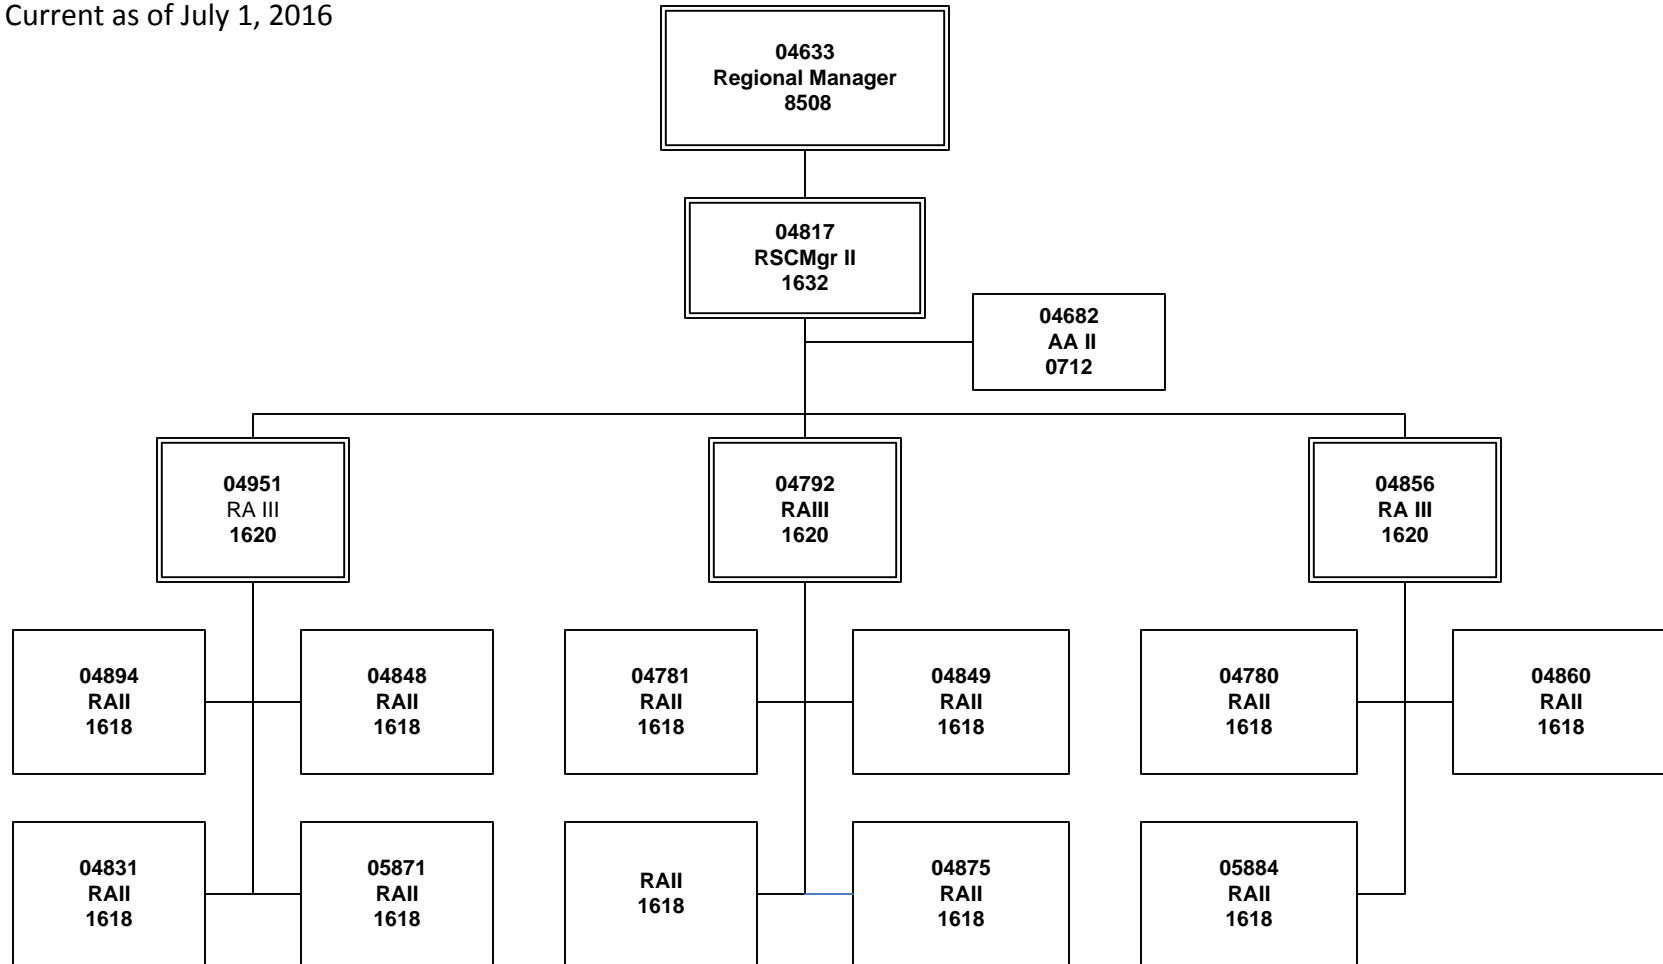 Current as of July 1, 2016
04633
Regional Manager
8508
04817
RSCMgr II
1632
04682
AA II
0712
04951
RA III
1620
04792
RAIII
1620
04856
RA III
1620
04894
RAII
1618
04848
RAII
1618
04781
RAII
1618
04849
RAII
1618
04780
RAII
1618
04860
RAII
1618
04831
RAII
1618
05871
RAII
1618
RAII
1618
04875
RAII
1618
05884
RAII
1618